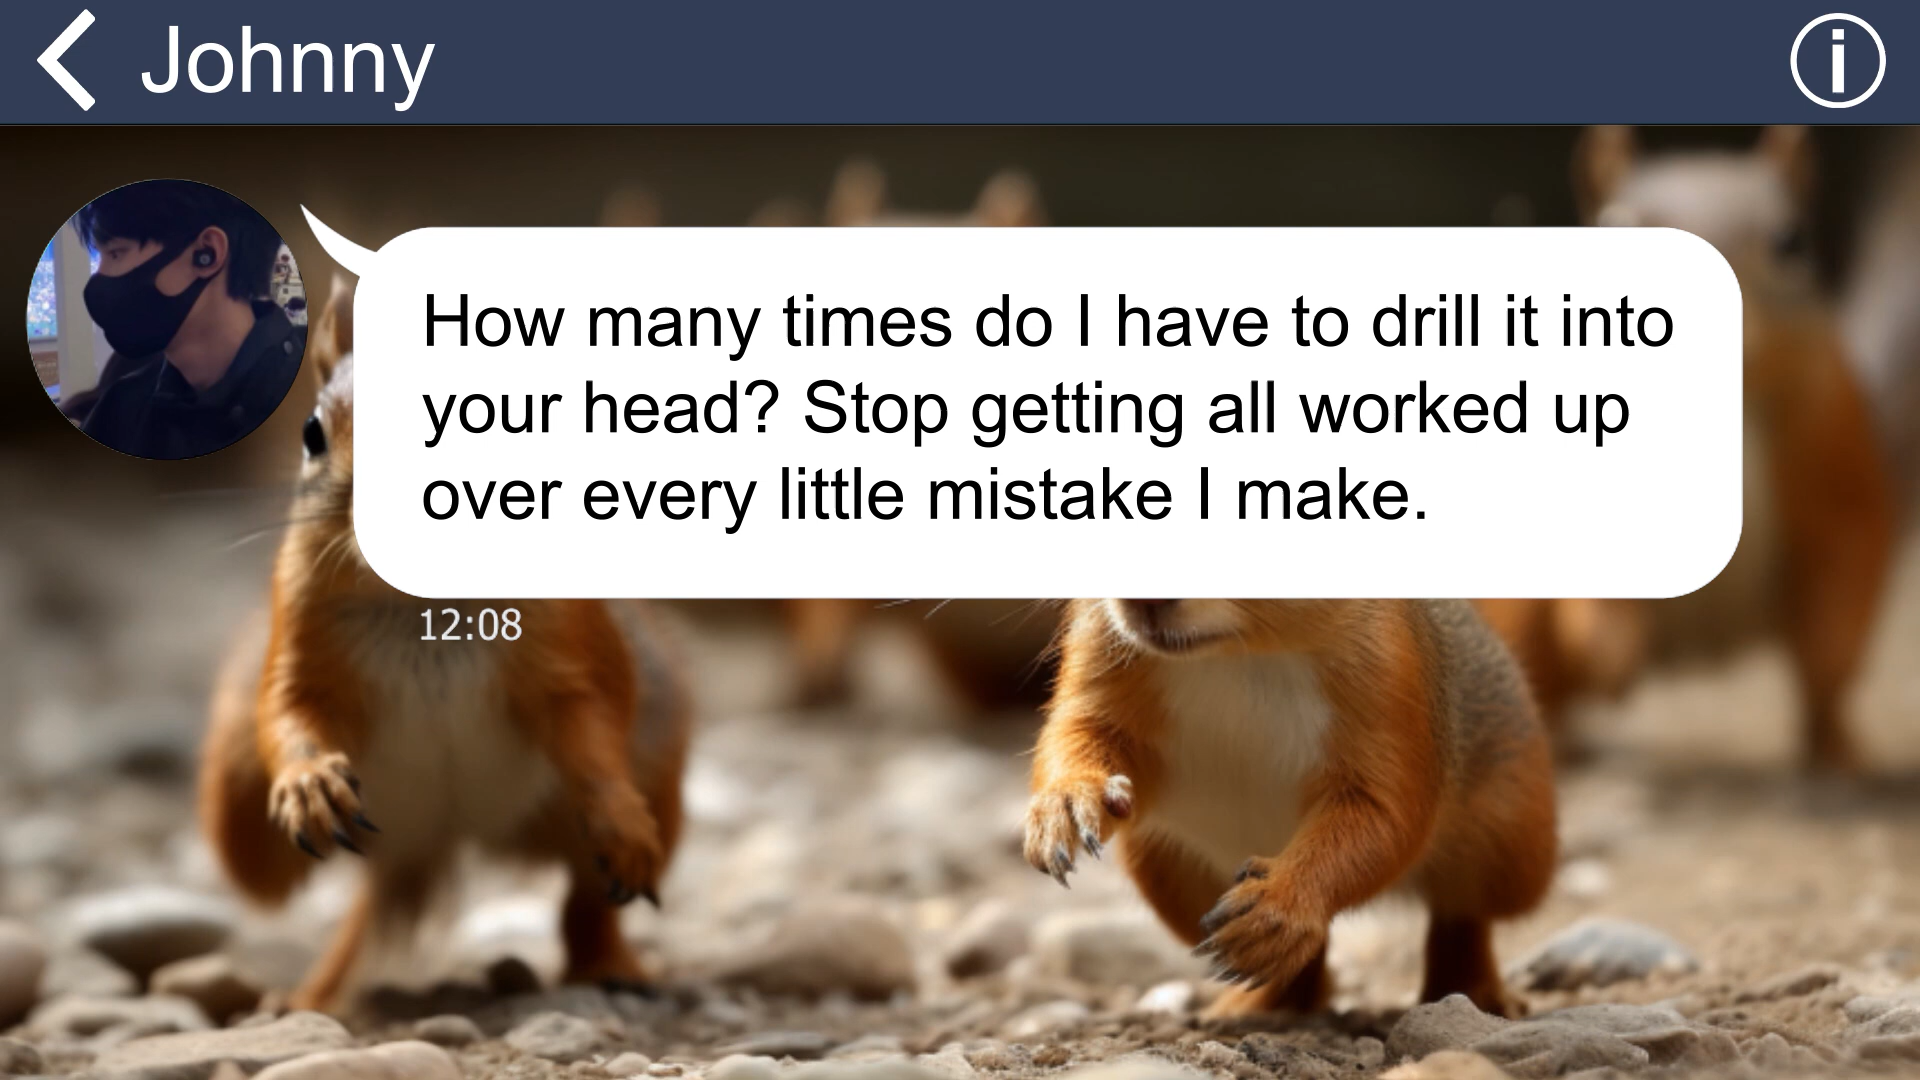 Johnny
How many times do I have to drill it into
your head? Stop getting all worked up
over every little mistake I make.
12:08